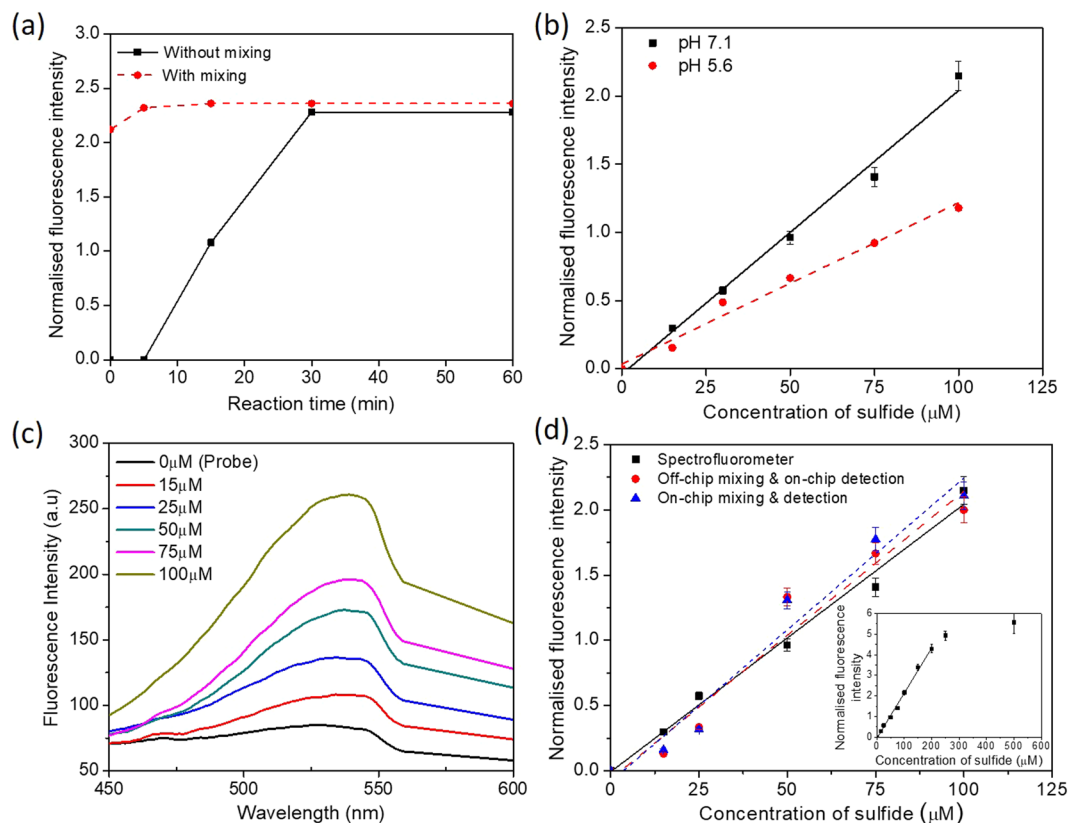 (a)
Normalised fluorescence intensity
3.0
2.5
2.0
1.5
1.0
0.5
0.0
Without mixing
With mixing
0 10 20 30 40 50 60
Reaction time (min)
(b)
Normalised fluorescence intensity
2.5
2.0
1.5
1.0
0.5
0.0
pH 7.1
pH 5.6
0 25 50 75 100 125
Concentration of sulfide (μM)
(c)
Fluorescence Intensity (a.u)
300
250
200
150
100
50
0μM (Probe)
15μM
25μM
50μM
75μM
100μM
450 500 550 600
Wavelength (nm)
(d)
Normalised fluorescence intensity
2.5
2.0
1.5
1.0
0.5
0.0
Spectrofluorometer
Off-chip mixing & on-chip detection
On-chip mixing & detection
0 25 50 75 100 125
Concentration of sulfide (μM)
Normalised fluorescence
intensity
6
5
4
3
2
1
0
0 100 200 300 400 500 600
Concentration of sulfide (μM)